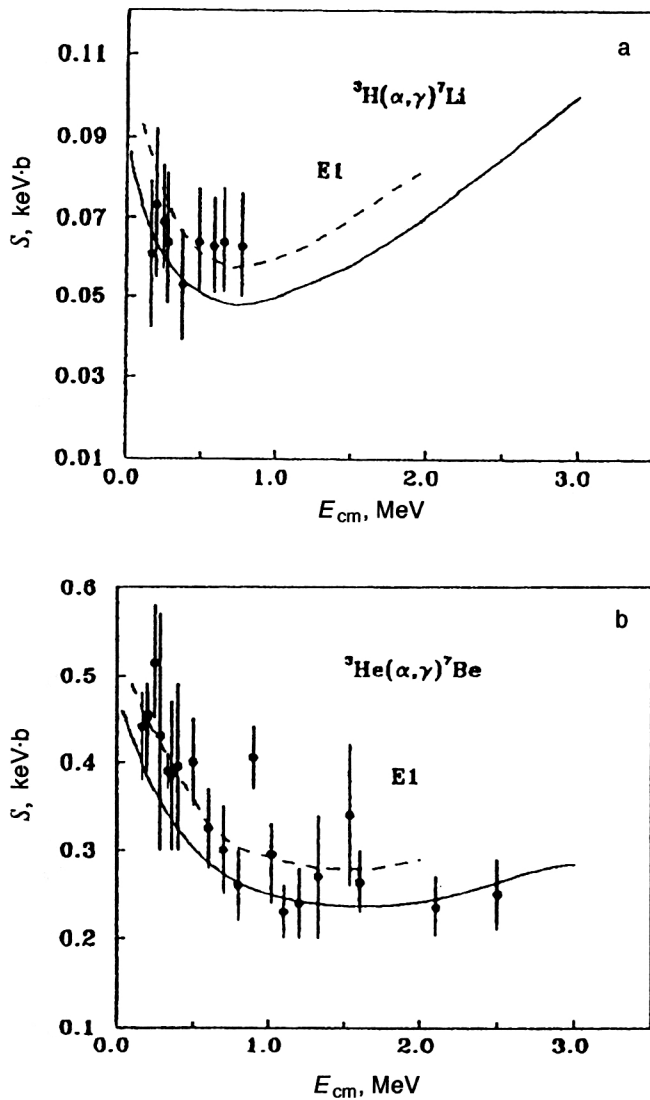 a
0.11
³H(α,γ)⁷Li
0.09
E1
S, keV·b
0.07
0.05
0.03
0.01
0.0 1.0 2.0 3.0
E_cm, MeV
0.6
b
³He(α,γ)⁷Be
0.5
E1
S, keV·b
0.4
0.3
0.2
0.1
0.0 1.0 2.0 3.0
E_cm, MeV